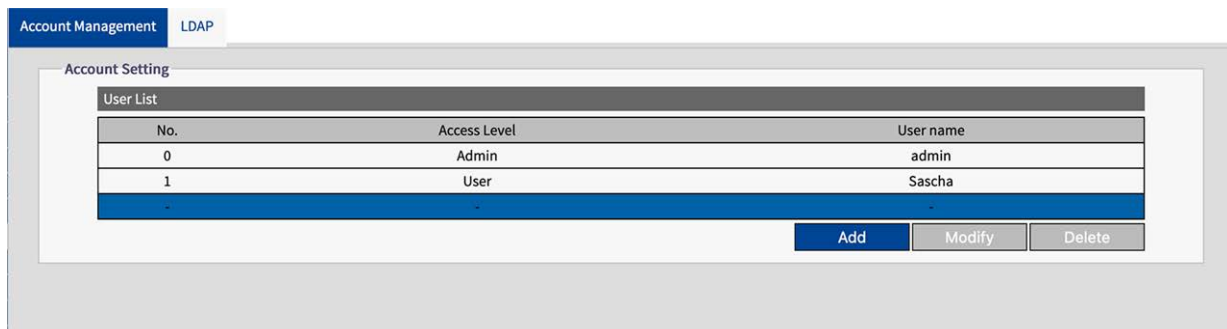 Account Management LDAP
Account Setting
User List
No. Access Level User name
0 Admin admin
1 User Sascha
- - -
Add Modify Delete